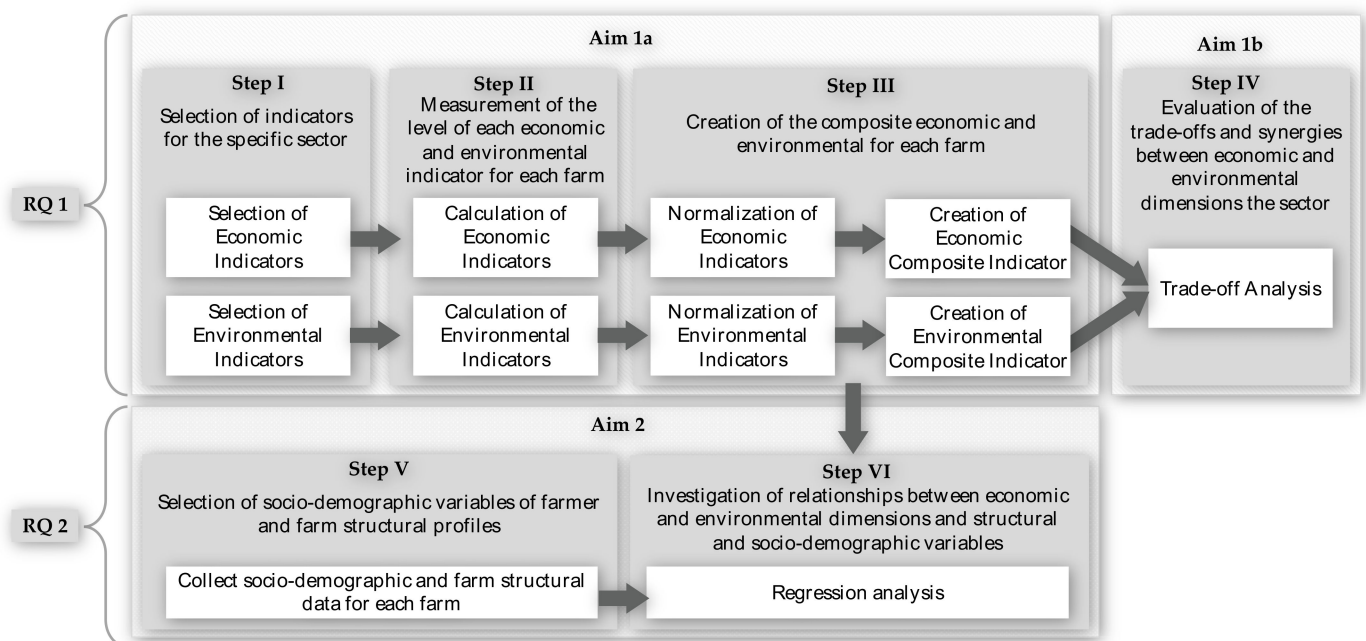 RQ 1
Aim 1a
Step I
Selection of indicators
for the specific sector
Selection of
Economic
Indicators
Selection of
Environmental
Indicators
Step II
Measurement of the
level of each economic
and environmental
indicator for each farm
Calculation of
Economic
Indicators
Calculation of
Environmental
Indicators
Step III
Creation of the composite economic and
environmental for each farm
Normalization of
Economic
Indicators
Normalization of
Environmental
Indicators
Creation of
Economic
Composite Indicator
Creation of
Environmental
Composite Indicator
Aim 1b
Step IV
Evaluation of the
trade-offs and synergies
between economic and
environmental
dimensions the sector
Trade-off Analysis
RQ 2
Aim 2
Step V
Selection of socio-demographic variables of farmer
and farm structural profiles
Collect socio-demographic and farm structural
data for each farm
Step VI
Investigation of relationships between economic
and environmental dimensions and structural
and socio-demographic variables
Regression analysis